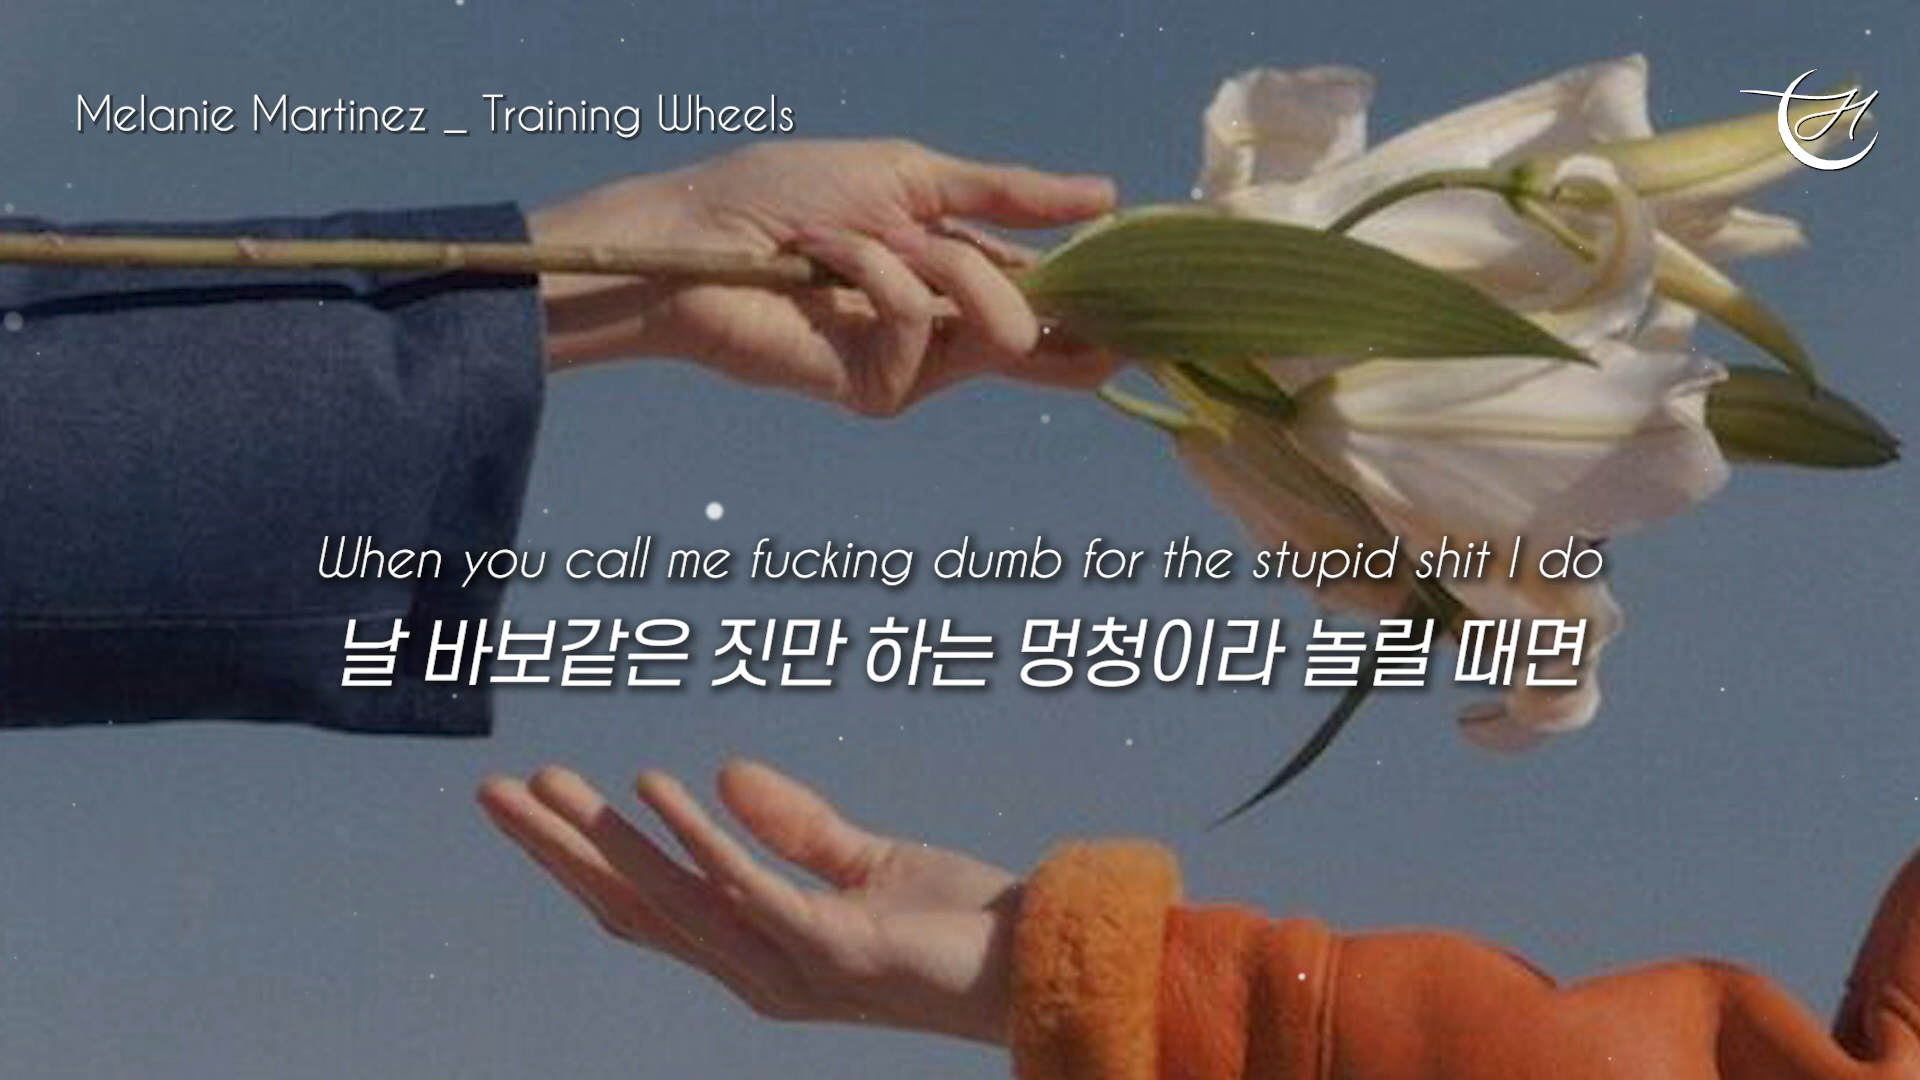 Melanie Martinez _ Training Wheels
When you call me fucking dumb for the stupid shit I do
날 바보같은 짓만 하는 멍청이라 놀릴 때면